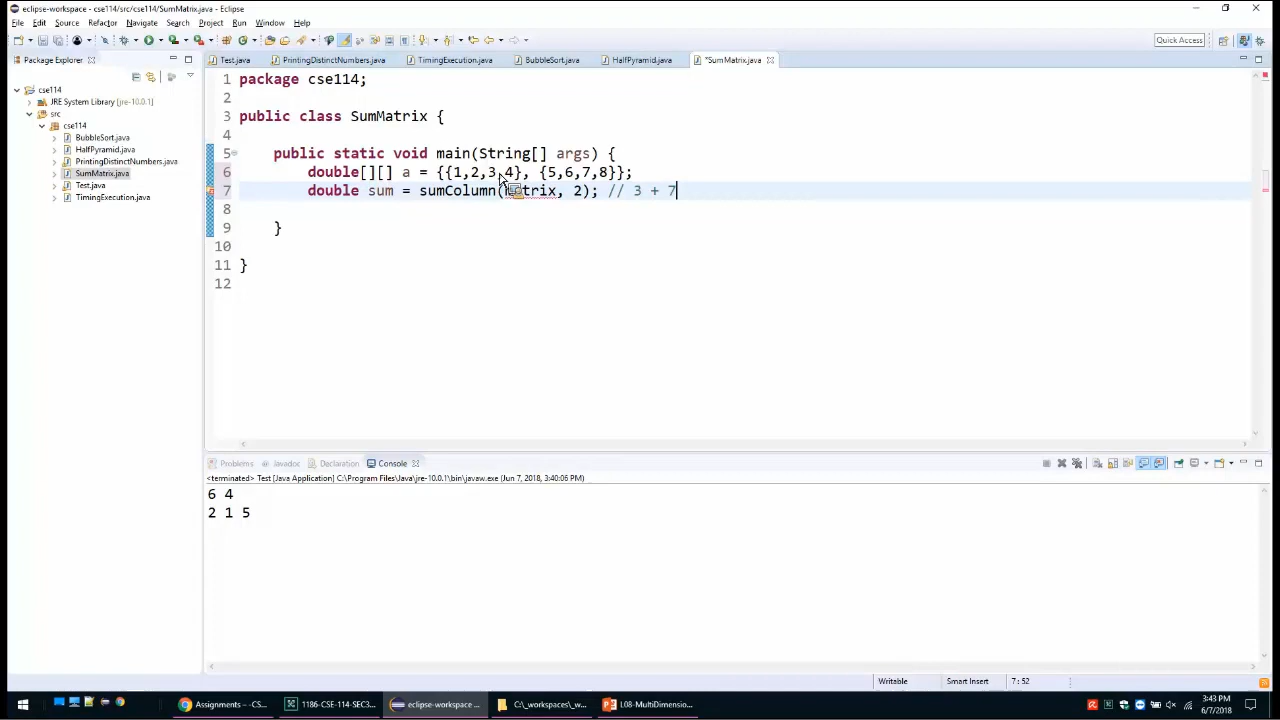 eclipse-workspace - cse114/src/cse114/SumMatrix.java - Eclipse
File Edit Source Refactor Navigate Search Project Run Window Help
Quick Access
Package Explorer
Test.java PrintingDistinctNumbers.java TimingExecution.java BubbleSort.java HalfPyramid.java *SumMatrix.java
cse114
JRE System Library [jre-10.0.1]
src
cse114
BubbleSort.java
HalfPyramid.java
PrintingDistinctNumbers.java
SumMatrix.java
Test.java
TimingExecution.java
1 package cse114;
2
3 public class SumMatrix {
4
5 public static void main(String[] args) {
6 double[][] a = {{1,2,3,4}, {5,6,7,8}};
7 double sum = sumColumn(matrix, 2); // 3 + 7
8
9 }
10
11 }
12
Problems Javadoc Declaration Console
<terminated> Test [Java Application] C:\Program Files\Java\jre-10.0.1\bin\javaw.exe (Jun 7, 2018, 3:40:06 PM)
6 4
2 1 5
Writable Smart Insert 7 : 52
Assignments – -CS... 1186-CSE-114-SEC3... eclipse-workspace ... C:\_workspaces\_w... L08-MultiDimensio...
3:43 PM
6/7/2018